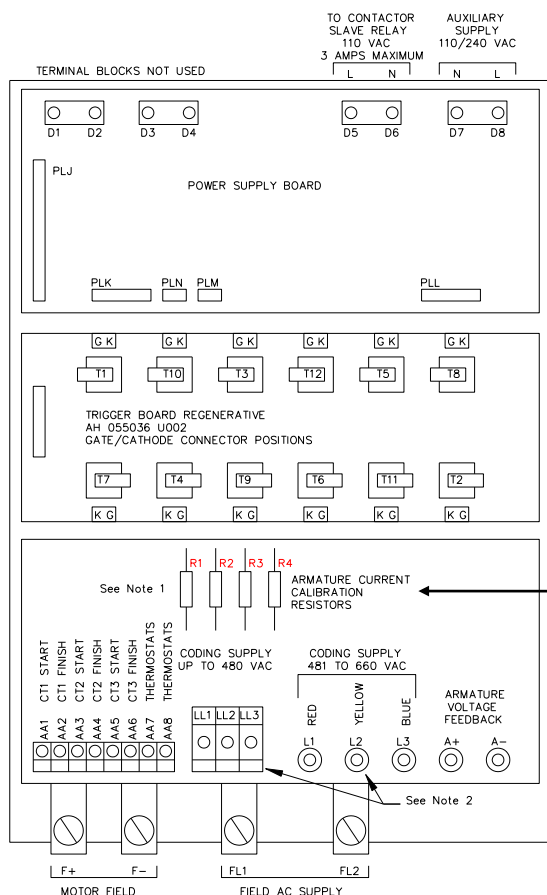 TO CONTACTOR
SLAVE RELAY
110 VAC
3 AMPS MAXIMUM
L N
AUXILIARY
SUPPLY
110/240 VAC
N L
TERMINAL BLOCKS NOT USED
D1 D2 D3 D4 D5 D6 D7 D8
PLJ
POWER SUPPLY BOARD
PLK PLN PLM PLL
G K G K G K G K G K G K
T1 T10 T3 T12 T5 T8
TRIGGER BOARD REGENERATIVE
AH 055036 U002
GATE/CATHODE CONNECTOR POSITIONS
T7 T4 T9 T6 T11 T2
K G K G K G K G K G K G
R1 R2 R3 R4
See Note 1
ARMATURE CURRENT
CALIBRATION
RESISTORS
CT1 START
CT1 FINISH
CT2 START
CT2 FINISH
CT3 START
CT3 FINISH
THERMOSTATS
THERMOSTATS
AA1 AA2 AA3 AA4 AA5 AA6 AA7 AA8
CODING SUPPLY
UP TO 480 VAC
LL1 LL2 LL3
CODING SUPPLY
481 TO 660 VAC
RED YELLOW BLUE
L1 L2 L3
ARMATURE
VOLTAGE
FEEDBACK
A+ A-
See Note 2
F+ F-
MOTOR FIELD
FL1 FL2
FIELD AC SUPPLY